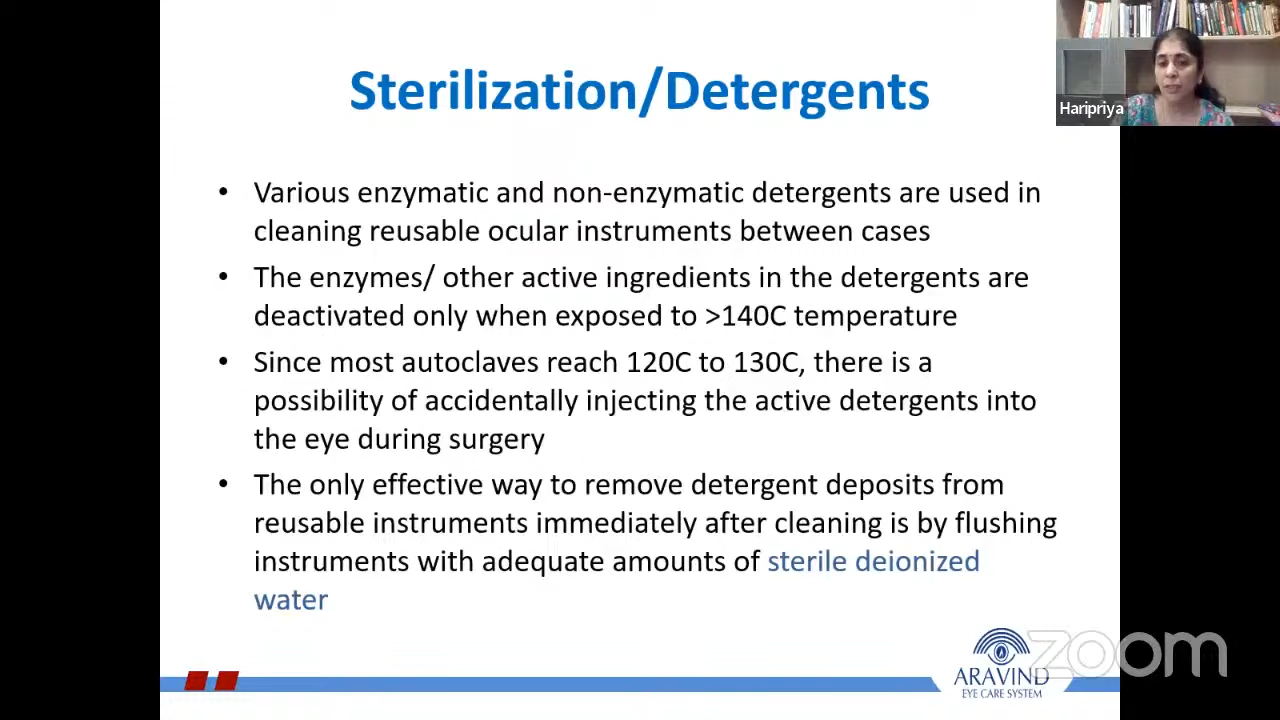 Sterilization/Detergents
Haripriya
• Various enzymatic and non-enzymatic detergents are used in
cleaning reusable ocular instruments between cases
• The enzymes/ other active ingredients in the detergents are
deactivated only when exposed to >140C temperature
• Since most autoclaves reach 120C to 130C, there is a
possibility of accidentally injecting the active detergents into
the eye during surgery
• The only effective way to remove detergent deposits from
reusable instruments immediately after cleaning is by flushing
instruments with adequate amounts of sterile deionized
water
zoom
ARAVIND
EYE CARE SYSTEM